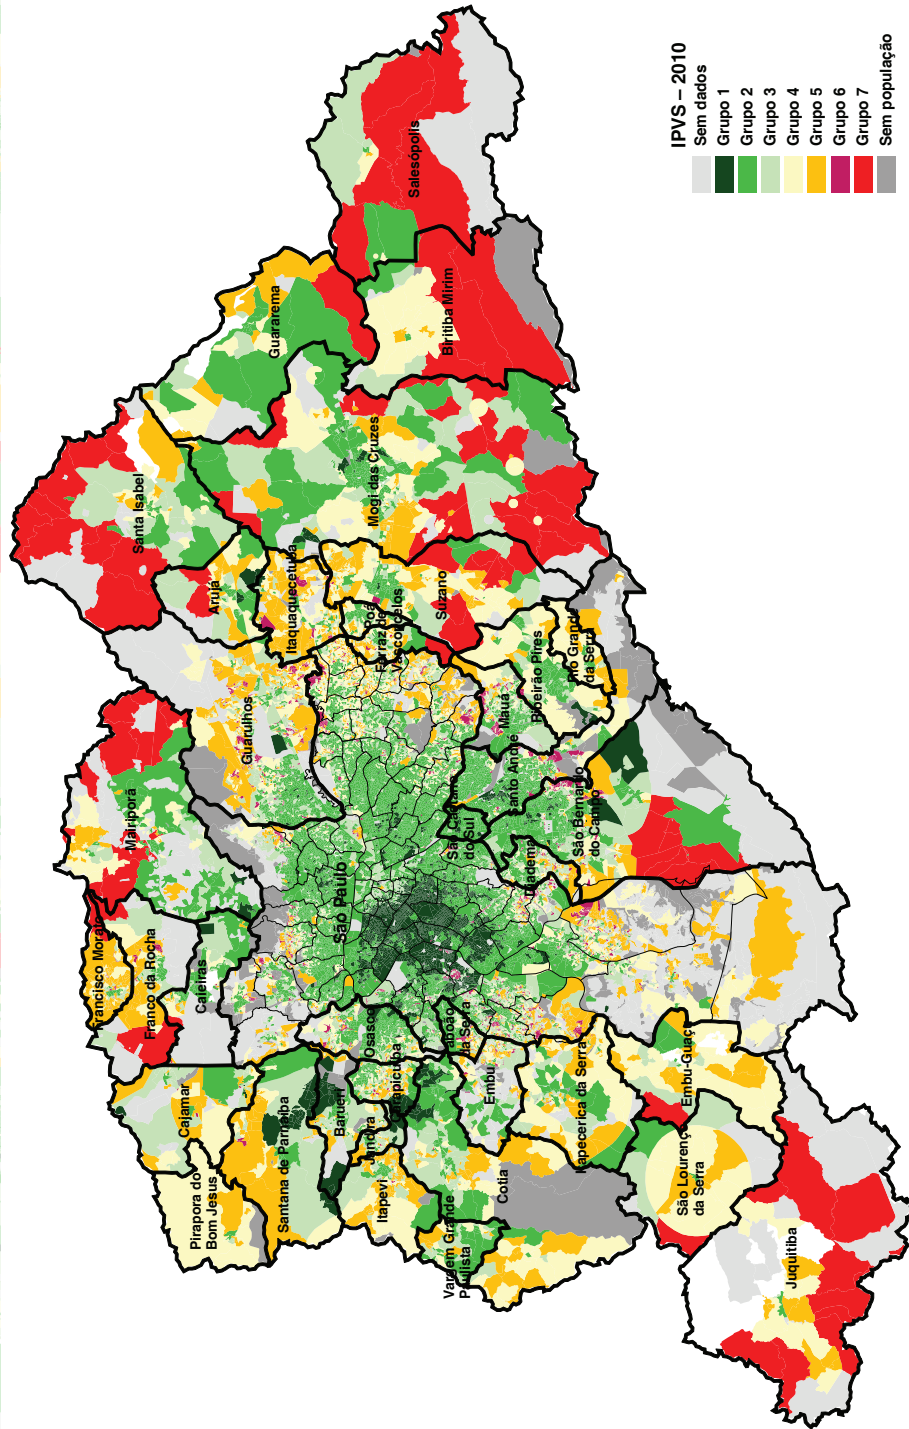 IPVS – 2010
Sem dados
Grupo 1
Grupo 2
Grupo 3
Grupo 4
Grupo 5
Grupo 6
Grupo 7
Sem população
Francisco Morato
Franco da Rocha
Mairiporã
Caieiras
Cajamar
Pirapora do
Bom Jesus
Santana de Parnaíba
Santa Isabel
Guarulhos
Arujá
Guararema
Itaquaquecetuba
Mogi das Cruzes
Salesópolis
Biritiba Mirim
Poá
Ferraz de
Vasconcelos
Suzano
São Paulo
Osasco
Barueri
Jandira
Carapicuíba
Itapevi
Vargem Grande
Paulista
Cotia
Taboão
da Serra
Embu
Itapecerica da Serra
São Caetano
do Sul
Santo André
Mauá
Ribeirão Pires
Rio Grande
da Serra
Diadema
São Bernardo
do Campo
Embu-Guaçu
São Lourenço
da Serra
Juquitiba